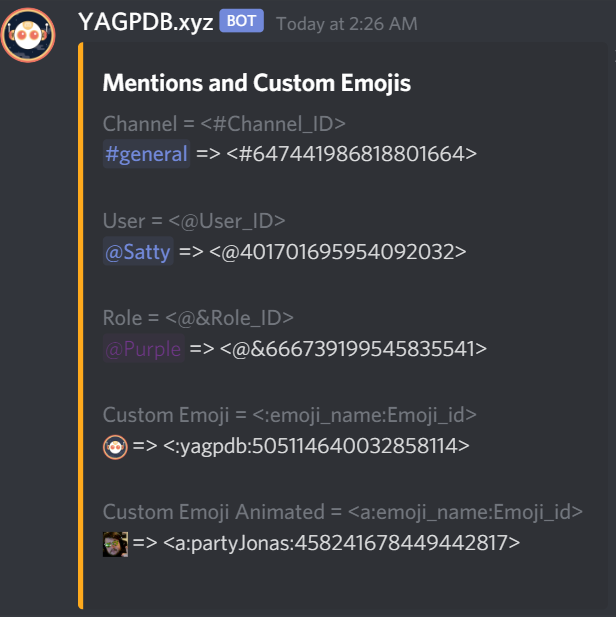 YAGPDB.xyz BOT Today at 2:26 AM
Mentions and Custom Emojis
Channel = <#Channel_ID>
#general => <#647441986818801664>
User = <@User_ID>
@Satty => <@401701695954092032>
Role = <@&Role_ID>
@Purple => <@&666739199545835541>
Custom Emoji = <:emoji_name:Emoji_id>
=> <:yagpdb:505114640032858114>
Custom Emoji Animated = <a:emoji_name:Emoji_id>
=> <a:partyJonas:458241678449442817>